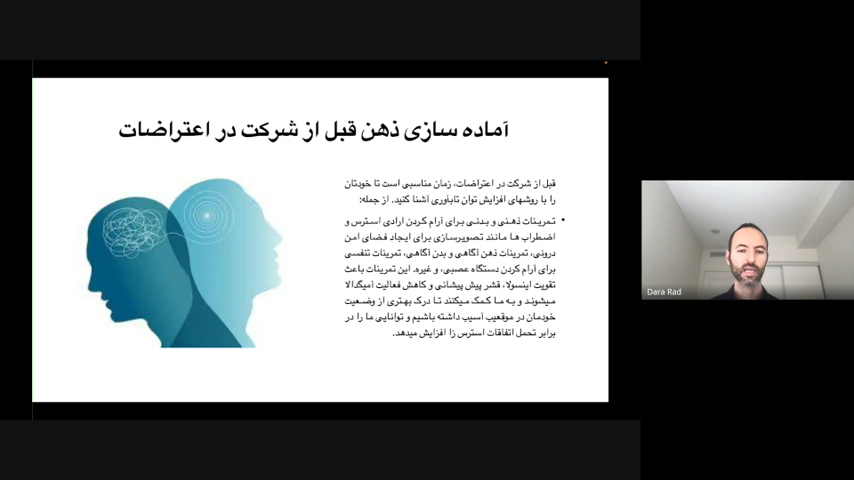 آماده سازی ذهن قبل از شرکت در اعتراضات
قبل از شرکت در اعتراضات، زمان مناسبی است تا خودتان
را با روشهای افزایش توان تابآوری آشنا کنید. از جمله:
• تمرینات ذهنی و بدنی برای آرام کردن ارادی استرس و
اضطراب ها مانند تصویرسازی برای ایجاد فضای امن
درونی، تمرینات ذهن آگاهی و بدن آگاهی، تمرینات تنفسی
برای آرام کردن دستگاه عصبی، و غیره. این تمرینات باعث
تقویت اینسولا، قشر پیش پیشانی و کاهش فعالیت آمیگدالا
میشوند و به ما کمک میکنند تا درک بهتری از وضعیت
خودمان در موقعیب آسیب داشته باشیم و توانایی ما را در
برابر تحمل اتفاقات استرس زا افزایش میدهد.
Dara Rad